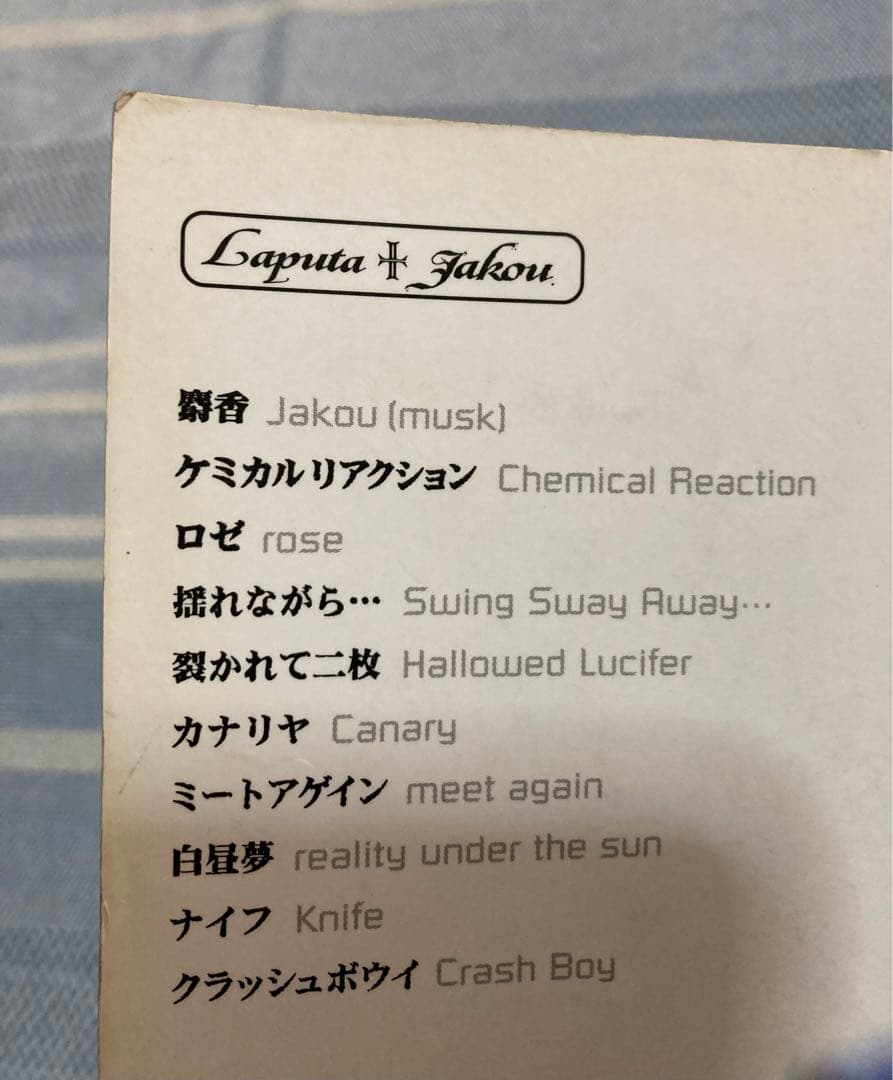 Laputa ╬ Jakou
麝香 Jakou (musk)
ケミカルリアクション Chemical Reaction
ロゼ rose
揺れながら… Swing Sway Away…
裂かれて二枚 Hallowed Lucifer
カナリヤ Canary
ミートアゲイン meet again
白昼夢 reality under the sun
ナイフ Knife
クラッシュボウイ Crash Boy